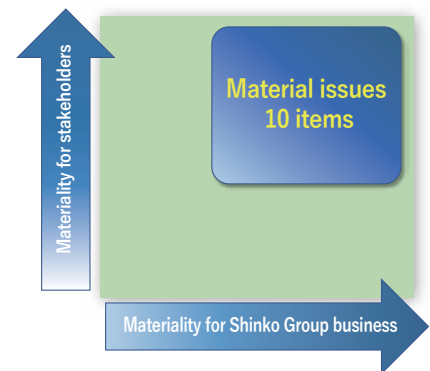 Materiality for stakeholders
Material issues
10 items
Materiality for Shinko Group business